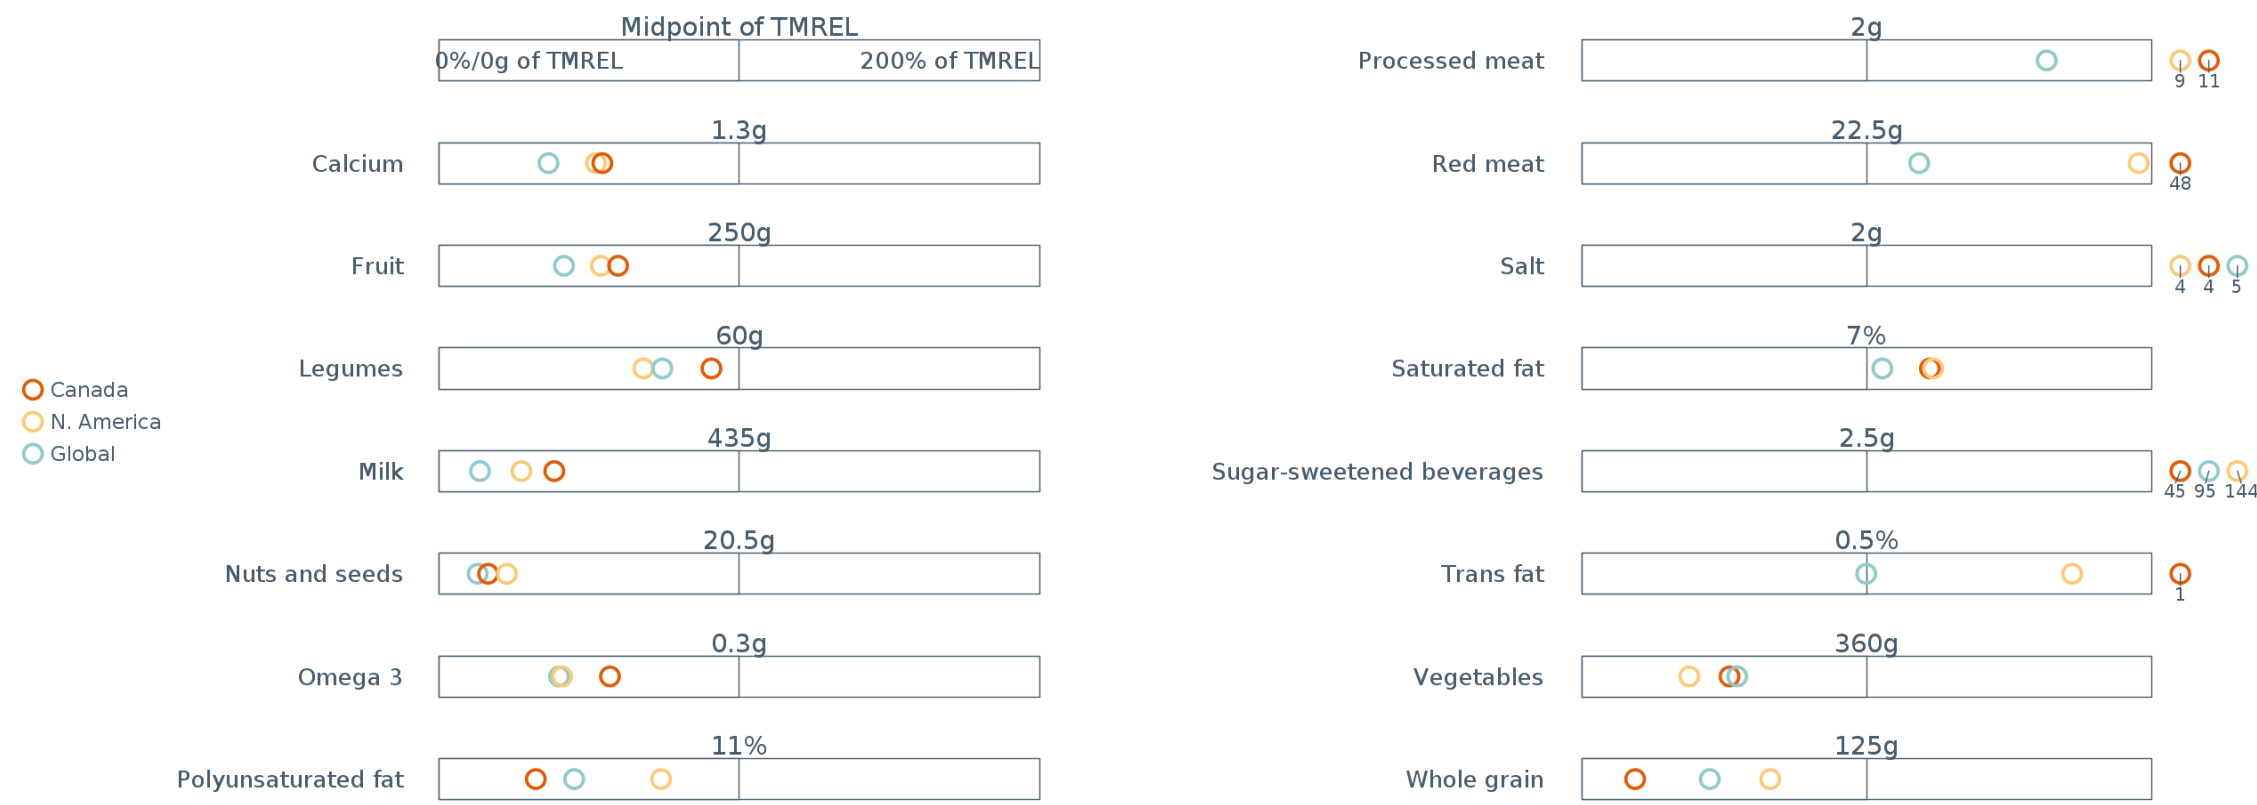 Midpoint of TMREL
0%/0g of TMREL
200% of TMREL
1.3g
Calcium
250g
Fruit
60g
Legumes
Canada
N. America
Global
435g
Milk
20.5g
Nuts and seeds
0.3g
Omega 3
11%
Polyunsaturated fat
2g
Processed meat
9 11
22.5g
Red meat
48
2g
Salt
4 4 5
7%
Saturated fat
2.5g
Sugar-sweetened beverages
45 95 144
0.5%
Trans fat
1
360g
Vegetables
125g
Whole grain